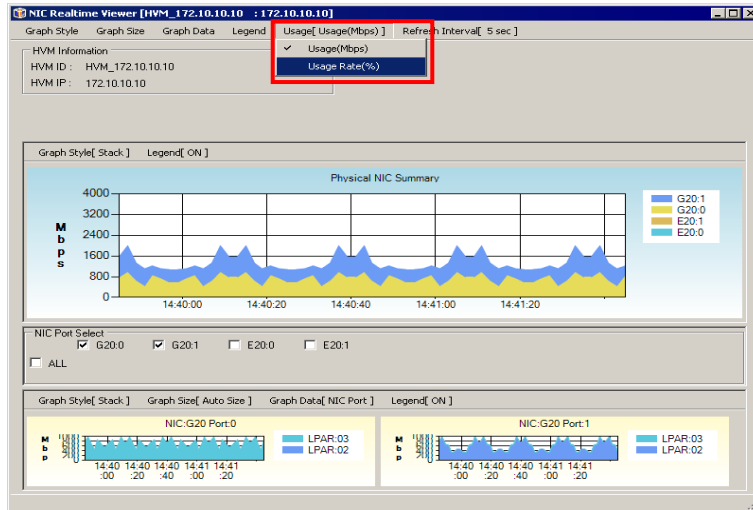 NIC Realtime Viewer [HVM_172.10.10.10 : 172.10.10.10]
Graph Style Graph Size Graph Data Legend Usage[ Usage(Mbps) ] Refresh Interval[ 5 sec ]
✓ Usage(Mbps)
Usage Rate(%)
HVM Information
HVM ID : HVM_172.10.10.10
HVM IP : 172.10.10.10
Graph Style[ Stack ] Legend[ ON ]
Physical NIC Summary
Mbps
4000
3200
2400
1600
800
0
14:40:00 14:40:20 14:40:40 14:41:00 14:41:20
G20:1
G20:0
E20:1
E20:0
NIC Port Select
G20:0 G20:1 E20:0 E20:1
ALL
Graph Style[ Stack ] Graph Size[ Auto Size ] Graph Data[ NIC Port ] Legend[ ON ]
NIC:G20 Port:0
Mbp
14:40:00 14:40:20 14:40:40 14:41:00 14:41:20
LPAR:03
LPAR:02
NIC:G20 Port:1
Mbp
14:40:00 14:40:20 14:40:40 14:41:00 14:41:20
LPAR:03
LPAR:02